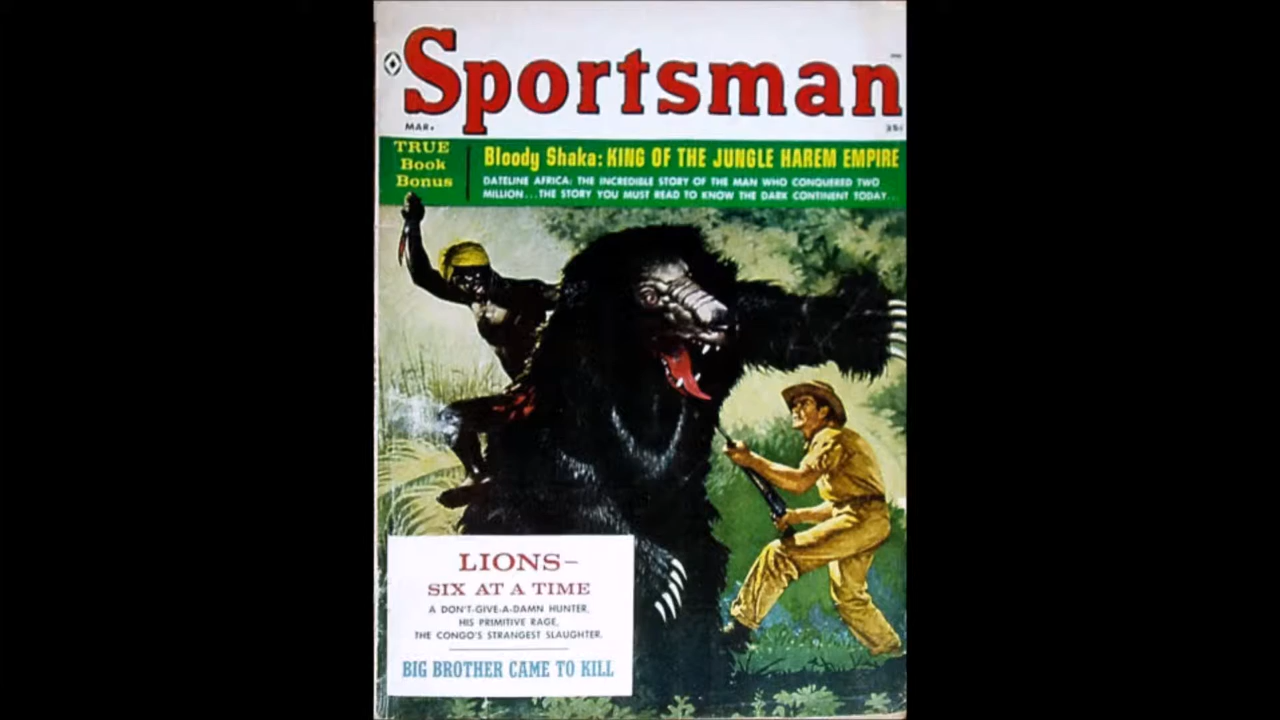 Sportsman
MAR.
35¢
TRUE
Book
Bonus
Bloody Shaka: KING OF THE JUNGLE HAREM EMPIRE
DATELINE AFRICA: THE INCREDIBLE STORY OF THE MAN WHO CONQUERED TWO
MILLION...THE STORY YOU MUST READ TO KNOW THE DARK CONTINENT TODAY..
LIONS–
SIX AT A TIME
A DON'T-GIVE-A-DAMN HUNTER,
HIS PRIMITIVE RAGE,
THE CONGO'S STRANGEST SLAUGHTER.
BIG BROTHER CAME TO KILL